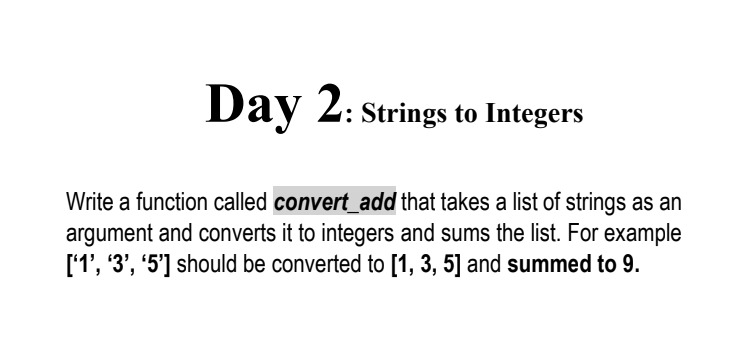 Day 2: Strings to Integers
Write a function called convert_add that takes a list of strings as an
argument and converts it to integers and sums the list. For example
[‘1’, ‘3’, ‘5’] should be converted to [1, 3, 5] and summed to 9.